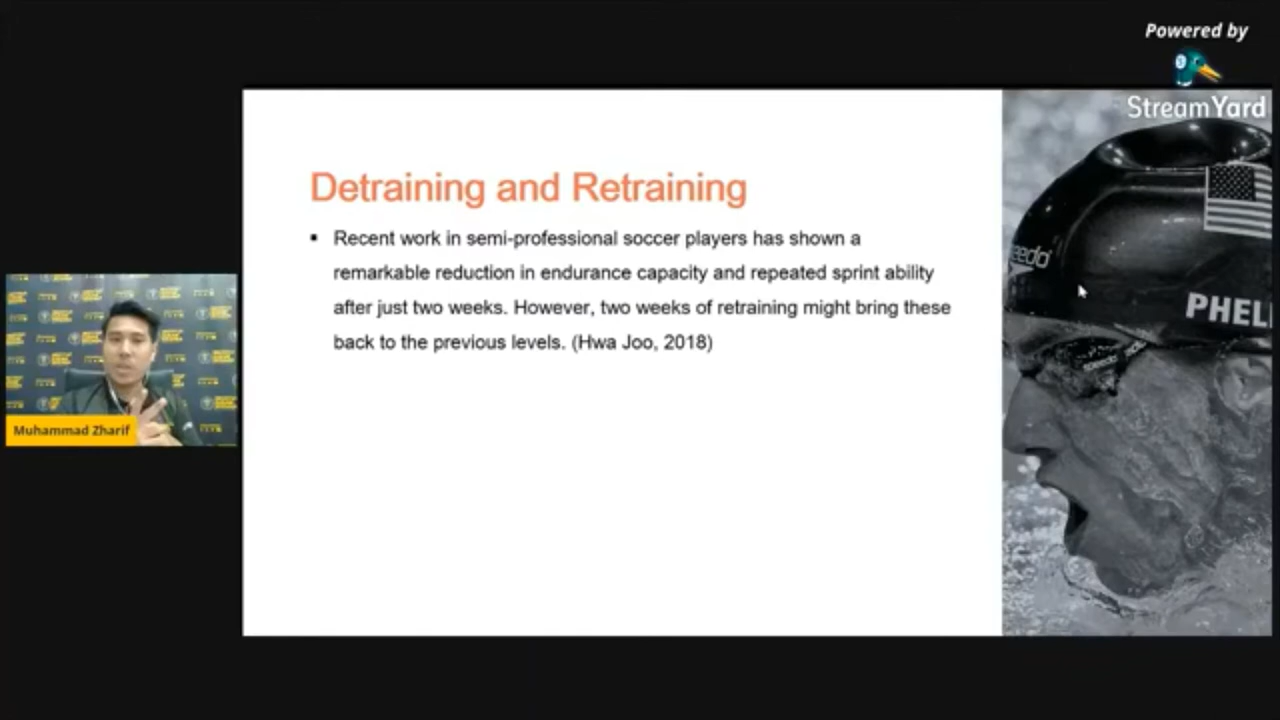 Powered by
StreamYard
Detraining and Retraining
▪ Recent work in semi-professional soccer players has shown a
remarkable reduction in endurance capacity and repeated sprint ability
after just two weeks. However, two weeks of retraining might bring these
back to the previous levels. (Hwa Joo, 2018)
eedo
PHEL
Muhammad Zharif